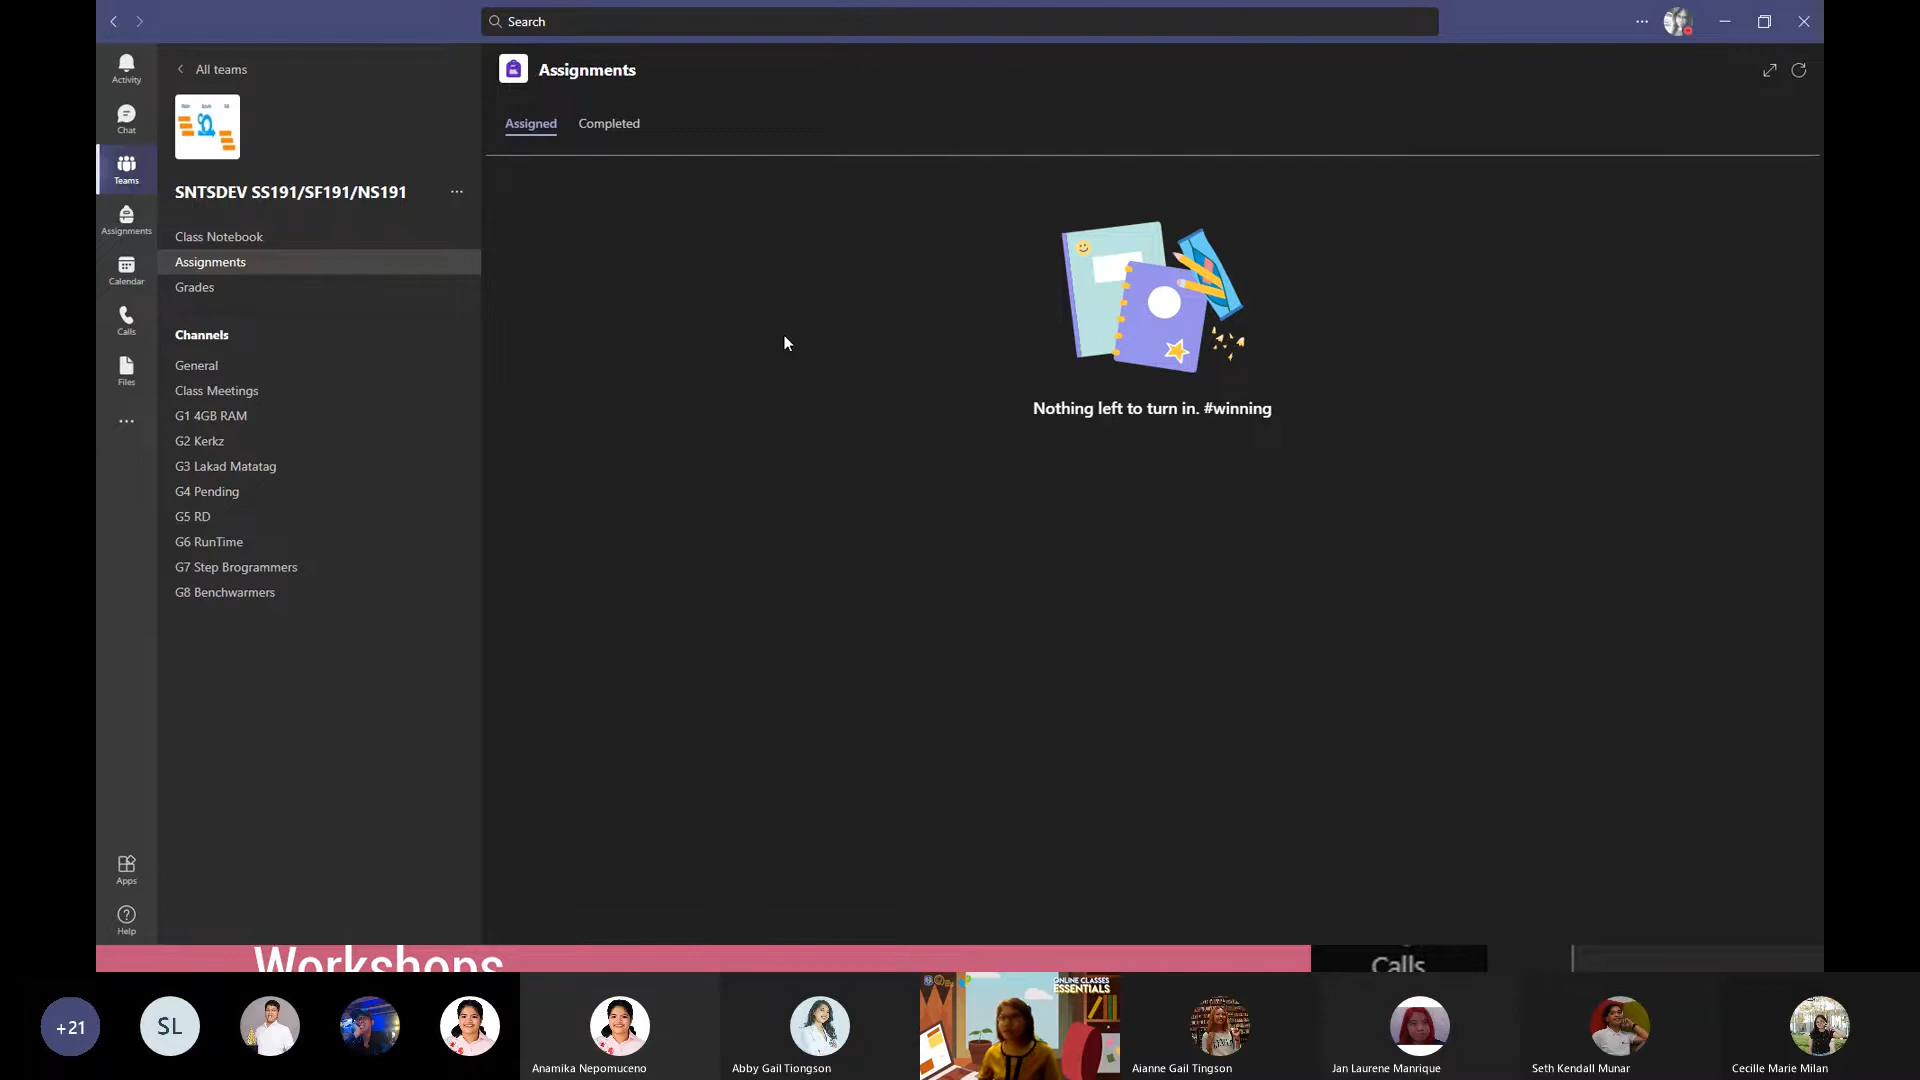 Search
Activity
Chat
Teams
Assignments
Calendar
Calls
Files
Apps
Help
All teams
SNTSDEV SS191/SF191/NS191
Class Notebook
Assignments
Grades
Channels
General
Class Meetings
G1 4GB RAM
G2 Kerkz
G3 Lakad Matatag
G4 Pending
G5 RD
G6 RunTime
G7 Step Brogrammers
G8 Benchwarmers
Assignments
Assigned Completed
Nothing left to turn in. #winning
Workshops
Calls
+21
SL
ONLINE CLASSES
ESSENTIALS
Anamika Nepomuceno
Abby Gail Tiongson
Aianne Gail Tingson
Jan Laurene Manrique
Seth Kendall Munar
Cecille Marie Milan